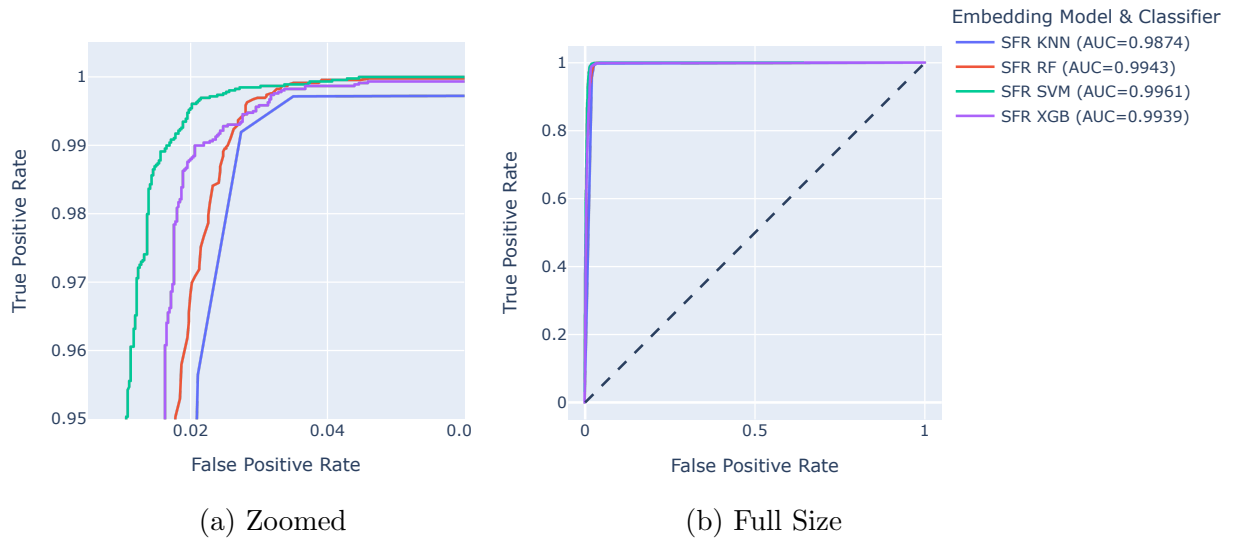 Embedding Model & Classifier
SFR KNN (AUC=0.9874)
SFR RF (AUC=0.9943)
SFR SVM (AUC=0.9961)
SFR XGB (AUC=0.9939)
True Positive Rate
1
0.99
0.98
0.97
0.96
0.95
0.02
0.04
0.0
False Positive Rate
(a) Zoomed
True Positive Rate
1
0.8
0.6
0.4
0.2
0
0
0.5
1
False Positive Rate
(b) Full Size